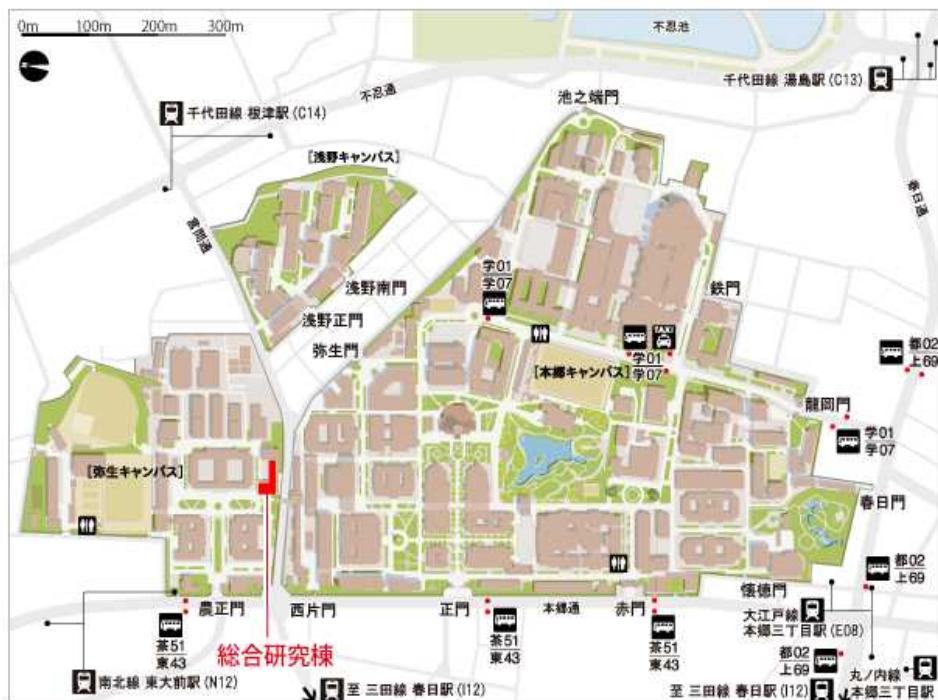 0m 100m 200m 300m
不忍池
千代田線 湯島駅 (C13)
不忍通
池之端門
千代田線 根津駅 (C14)
[浅野キャンパス]
春日通
言問通
浅野南門
学01
学07
鉄門
浅野正門
弥生門
TAXI
学01
学07
[本郷キャンパス]
都02
上69
龍岡門
学01
学07
[弥生キャンパス]
春日門
都02
上69
農正門
西片門
正門
本郷通
赤門
懐徳門
大江戸線
本郷三丁目駅 (E08)
茶51
東43
茶51
東43
茶51
東43
総合研究棟
都02
上69
南北線 東大前駅 (N12)
至 三田線 春日駅 (I12)
至 三田線 春日駅 (I12)
丸ノ内線
本郷三丁目駅